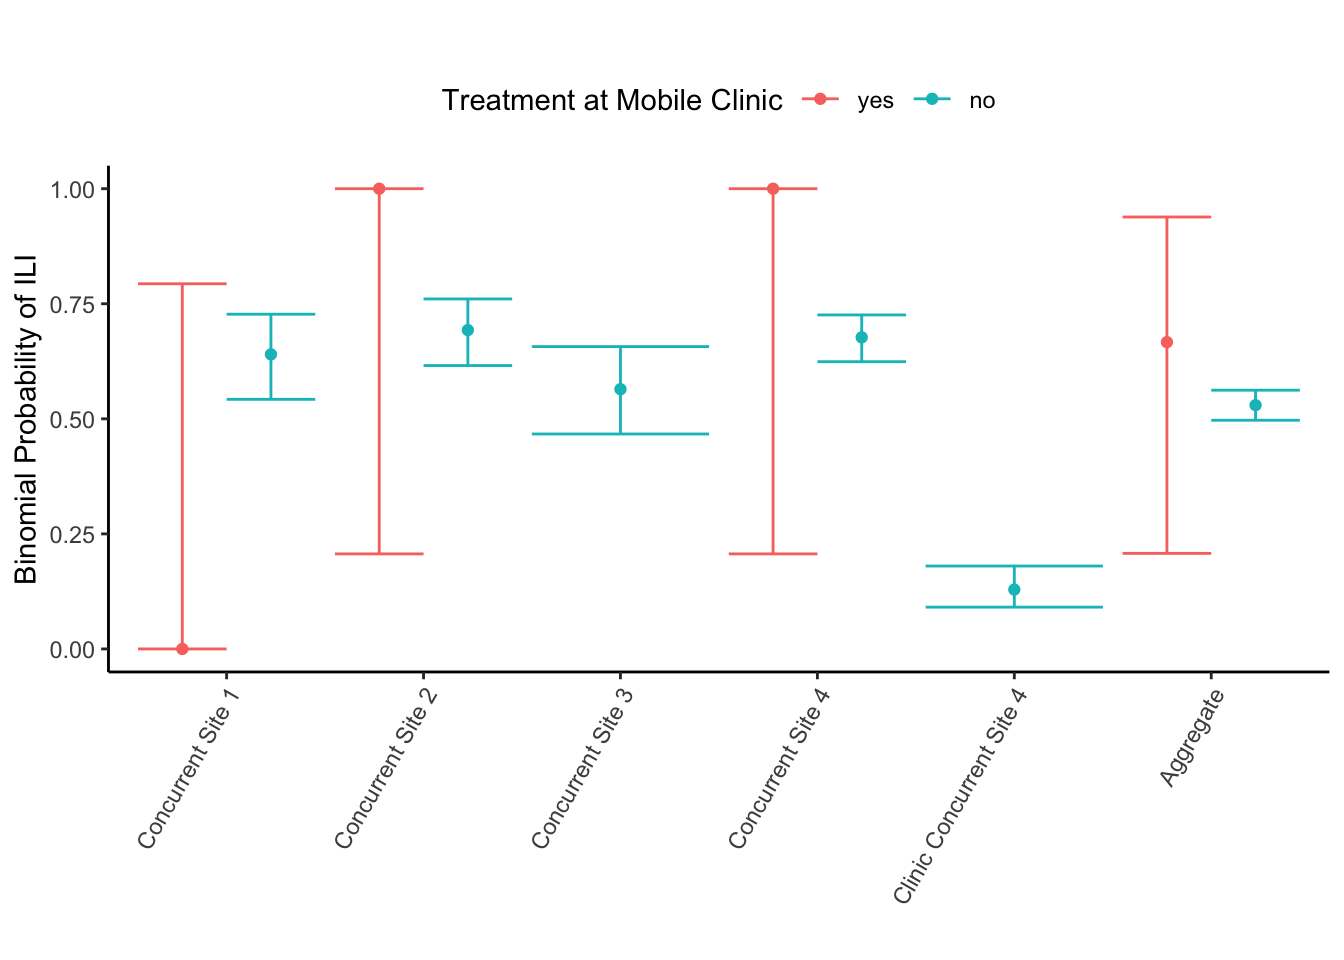 Treatment at Mobile Clinic yes no
Binomial Probability of ILI
1.00
0.75
0.50
0.25
0.00
Concurrent Site 1
Concurrent Site 2
Concurrent Site 3
Concurrent Site 4
Clinic Concurrent Site 4
Aggregate